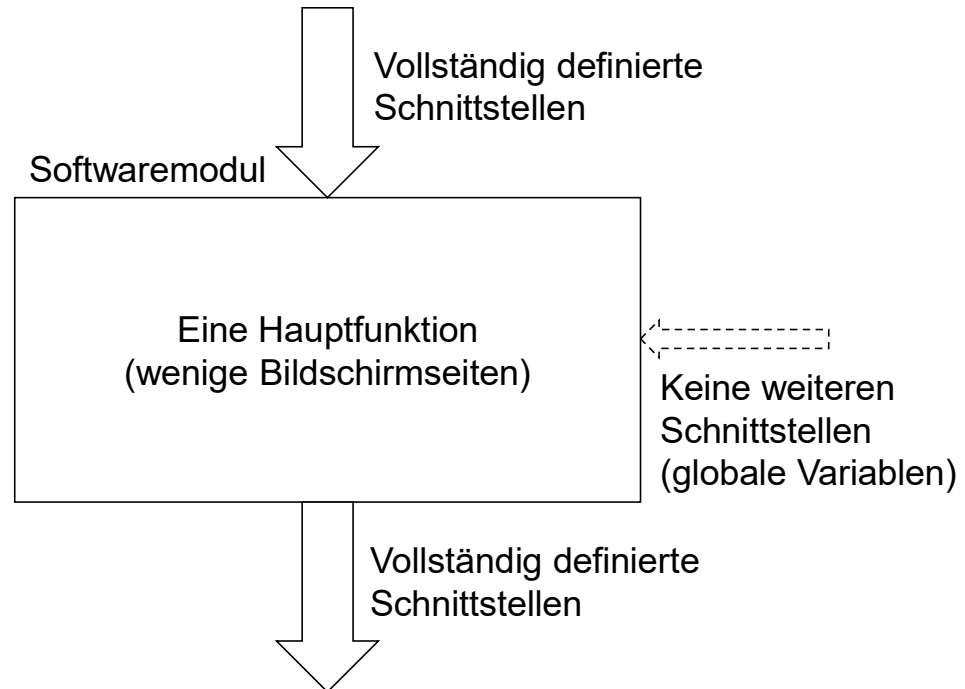 Vollständig definierte
Schnittstellen
Softwaremodul
Eine Hauptfunktion
(wenige Bildschirmseiten)
Keine weiteren
Schnittstellen
(globale Variablen)
Vollständig definierte
Schnittstellen